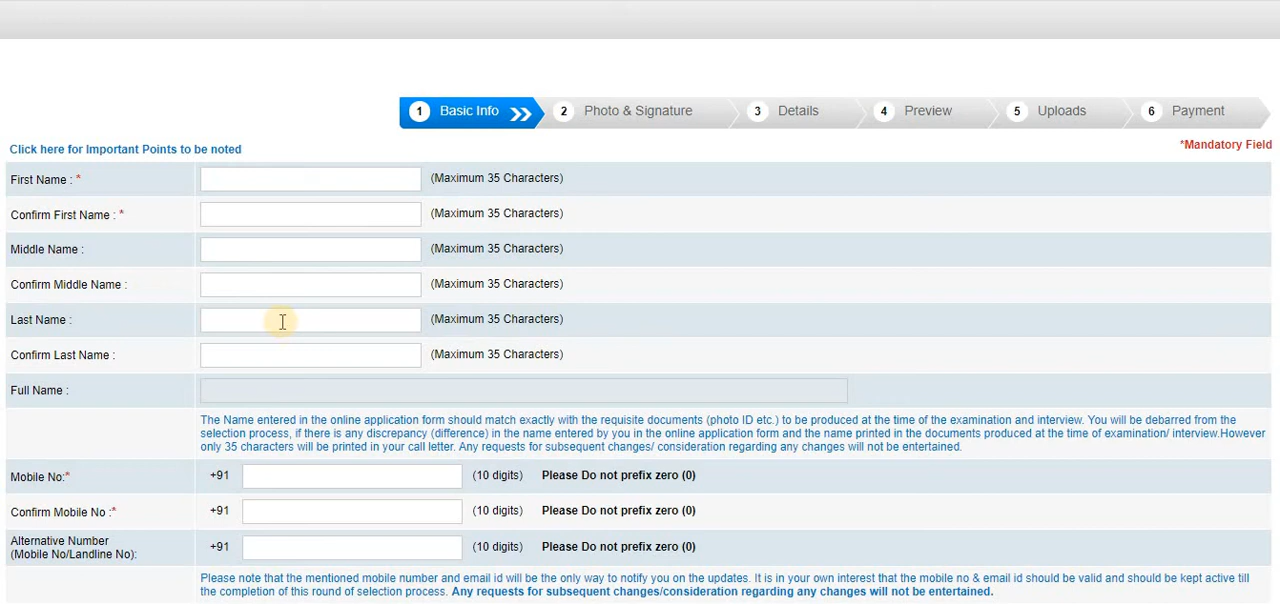 1 Basic Info 2 Photo & Signature 3 Details 4 Preview 5 Uploads 6 Payment
*Mandatory Field
Click here for Important Points to be noted
First Name : * (Maximum 35 Characters)
Confirm First Name : * (Maximum 35 Characters)
Middle Name : (Maximum 35 Characters)
Confirm Middle Name : (Maximum 35 Characters)
Last Name : (Maximum 35 Characters)
Confirm Last Name : (Maximum 35 Characters)
Full Name :
The Name entered in the online application form should match exactly with the requisite documents (photo ID etc.) to be produced at the time of the examination and interview. You will be debarred from the
selection process, if there is any discrepancy (difference) in the name entered by you in the online application form and the name printed in the documents produced at the time of examination/ interview.However
only 35 characters will be printed in your call letter. Any requests for subsequent changes/ consideration regarding any changes will not be entertained.
Mobile No:* +91 (10 digits) Please Do not prefix zero (0)
Confirm Mobile No :* +91 (10 digits) Please Do not prefix zero (0)
Alternative Number
(Mobile No/Landline No): +91 (10 digits) Please Do not prefix zero (0)
Please note that the mentioned mobile number and email id will be the only way to notify you on the updates. It is in your own interest that the mobile no & email id should be valid and should be kept active till
the completion of this round of selection process. Any requests for subsequent changes/consideration regarding any changes will not be entertained.